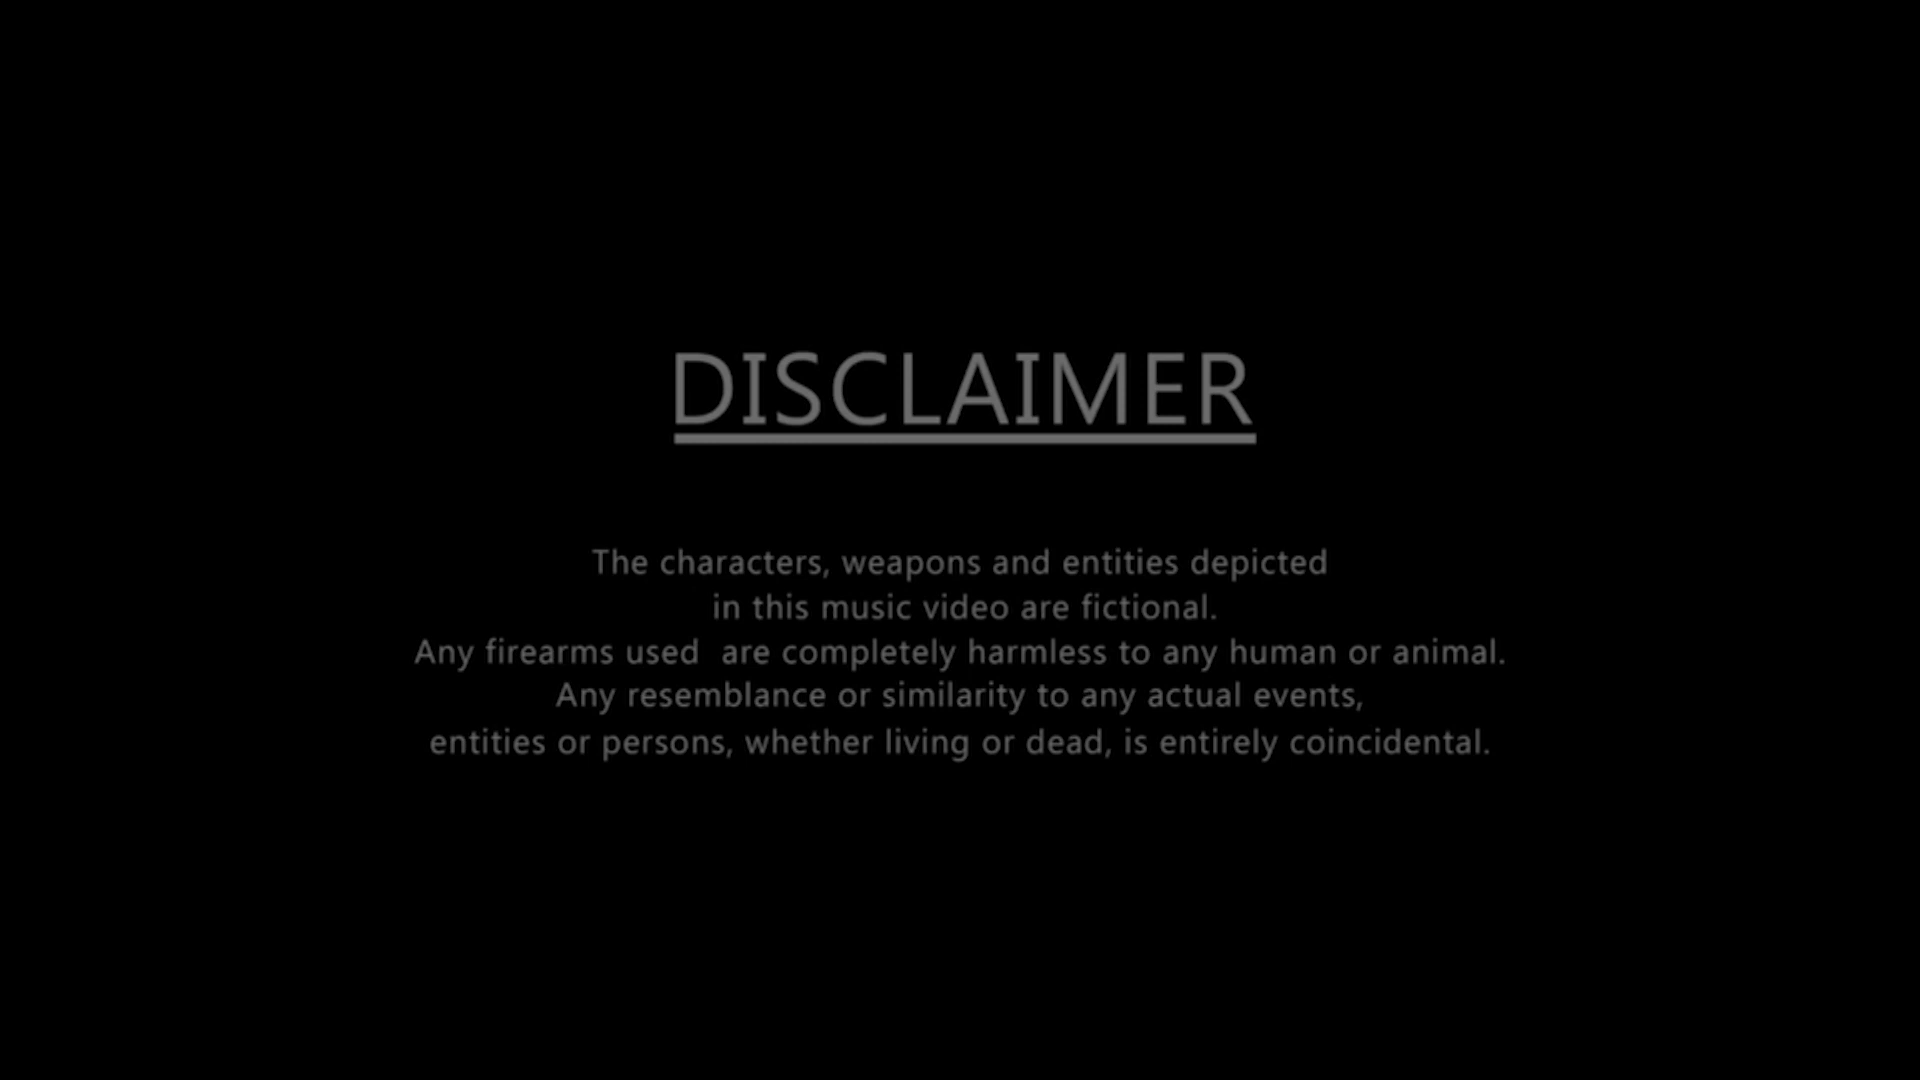 DISCLAIMER
The characters, weapons and entities depicted
in this music video are fictional.
Any firearms used  are completely harmless to any human or animal.
Any resemblance or similarity to any actual events,
entities or persons, whether living or dead, is entirely coincidental.